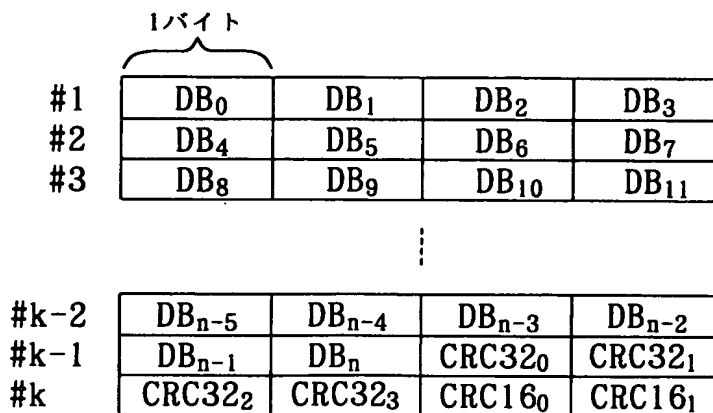 1バイト
#1 DB₀ DB₁ DB₂ DB₃
#2 DB₄ DB₅ DB₆ DB₇
#3 DB₈ DB₉ DB₁₀ DB₁₁
#k-2 DBₙ₋₅ DBₙ₋₄ DBₙ₋₃ DBₙ₋₂
#k-1 DBₙ₋₁ DBₙ CRC32₀ CRC32₁
#k CRC32₂ CRC32₃ CRC16₀ CRC16₁